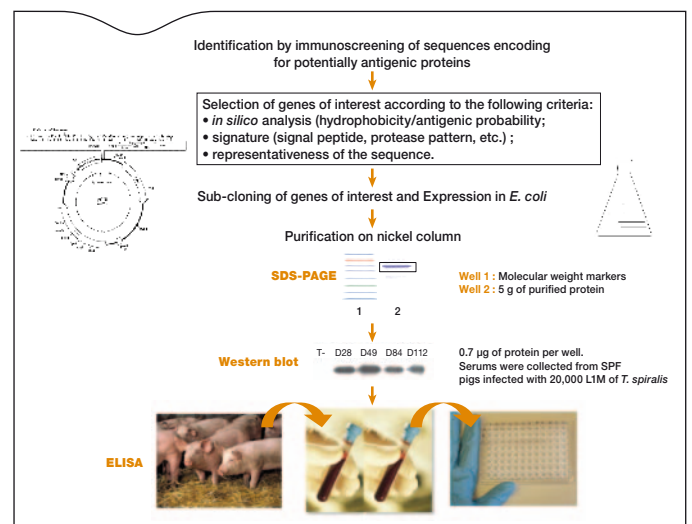 Identification by immunoscreening of sequences encoding
for potentially antigenic proteins
Selection of genes of interest according to the following criteria:
• in silico analysis (hydrophobicity/antigenic probability;
• signature (signal peptide, protease pattern, etc.) ;
• representativeness of the sequence.
Sub-cloning of genes of interest and Expression in E. coli
Purification on nickel column
SDS-PAGE
Well 1 : Molecular weight markers
Well 2 : 5 g of purified protein
1 2
Western blot
T- D28 D49 D84 D112
0.7 µg of protein per well.
Serums were collected from SPF
pigs infected with 20,000 L1M of T. spiralis
ELISA